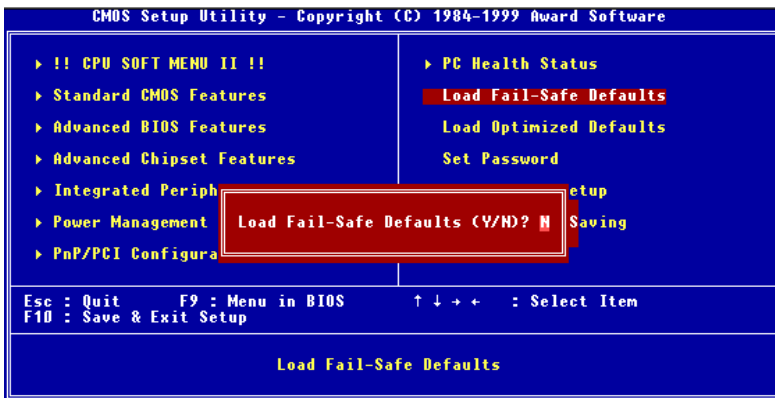 CMOS Setup Utility – Copyright (C) 1984–1999 Award Software
!! CPU SOFT MENU II !!
Standard CMOS Features
Advanced BIOS Features
Advanced Chipset Features
Integrated Periph
Power Management
PnP/PCI Configura
PC Health Status
Load Fail-Safe Defaults
Load Optimized Defaults
Set Password
etup
Saving
Load Fail-Safe Defaults (Y/N)? N
Esc : Quit F9 : Menu in BIOS ↑ ↓ → ← : Select Item
F10 : Save & Exit Setup
Load Fail-Safe Defaults